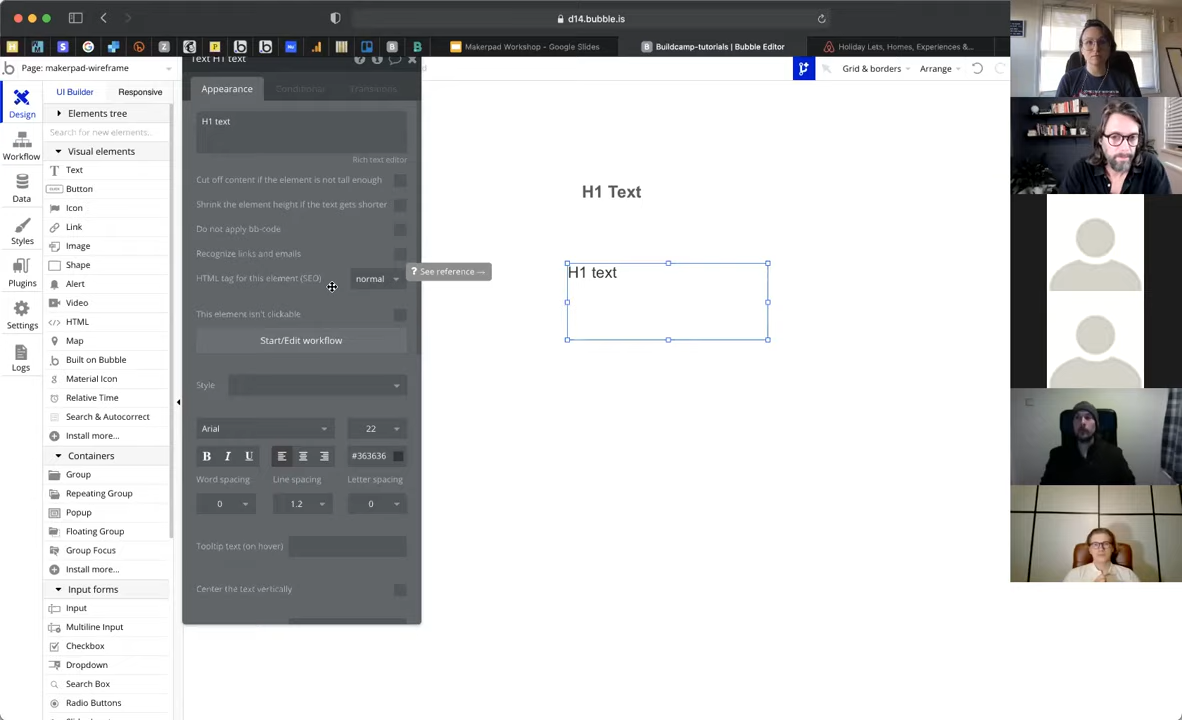 d14.bubble.is
Makerpad Workshop - Google Slides
Buildcamp-tutorials | Bubble Editor
Holiday Lets, Homes, Experiences &...
Page: makerpad-wireframe
Text H1 text
Grid & borders
Arrange
UI Builder
Responsive
Appearance
Conditional
Transitions
Design
Elements tree
Search for new elements...
Workflow
Data
Styles
Plugins
Settings
Logs
Visual elements
Text
Button
Icon
Link
Image
Shape
Alert
Video
HTML
Map
Built on Bubble
Material Icon
Relative Time
Search & Autocorrect
Install more...
Containers
Group
Repeating Group
Popup
Floating Group
Group Focus
Install more...
Input forms
Input
Multiline Input
Checkbox
Dropdown
Search Box
Radio Buttons
H1 text
Rich text editor
Cut off content if the element is not tall enough
Shrink the element height if the text gets shorter
Do not apply bb-code
Recognize links and emails
HTML tag for this element (SEO)
normal
? See reference →
This element isn't clickable
Start/Edit workflow
Style
Arial
22
B I U
#363636
Word spacing
Line spacing
Letter spacing
0
1.2
0
Tooltip text (on hover)
Center the text vertically
H1 Text
H1 text